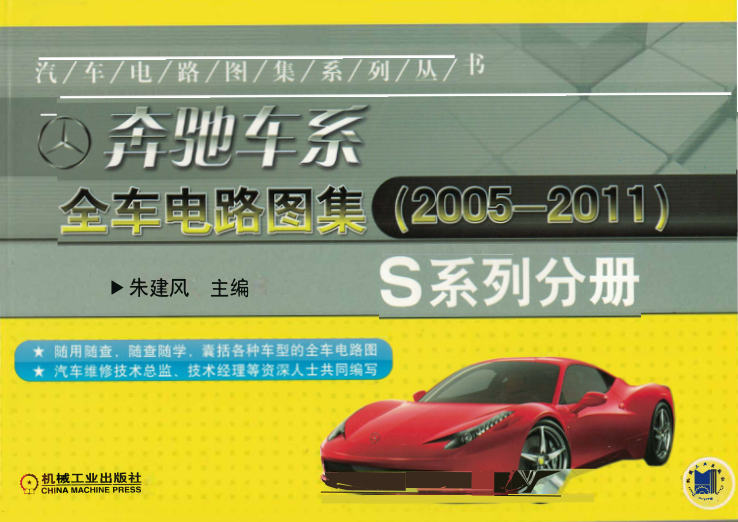 汽/车/电/路/图/集/系/列/丛/书
奔驰车系
全车电路图集(2005—2011)
S系列分册
▶朱建风 主编
★ 随用随查、随查随学,囊括各种车型的全车电路图
★ 汽车维修技术总监、技术经理等资深人士共同编写
机械工业出版社
CHINA MACHINE PRESS